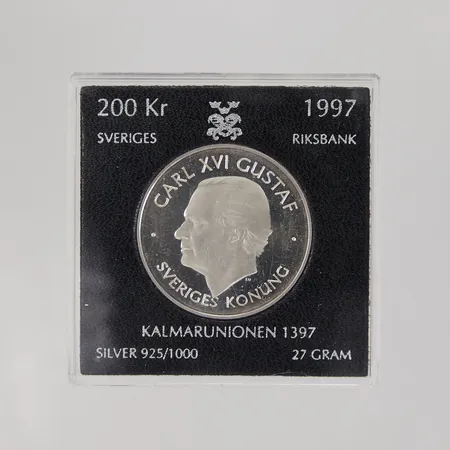 200 Kr 1997
SVERIGES RIKSBANK
CARL XVI GUSTAF
SVERIGES KONUNG
KALMARUNIONEN 1397
SILVER 925/1000 27 GRAM